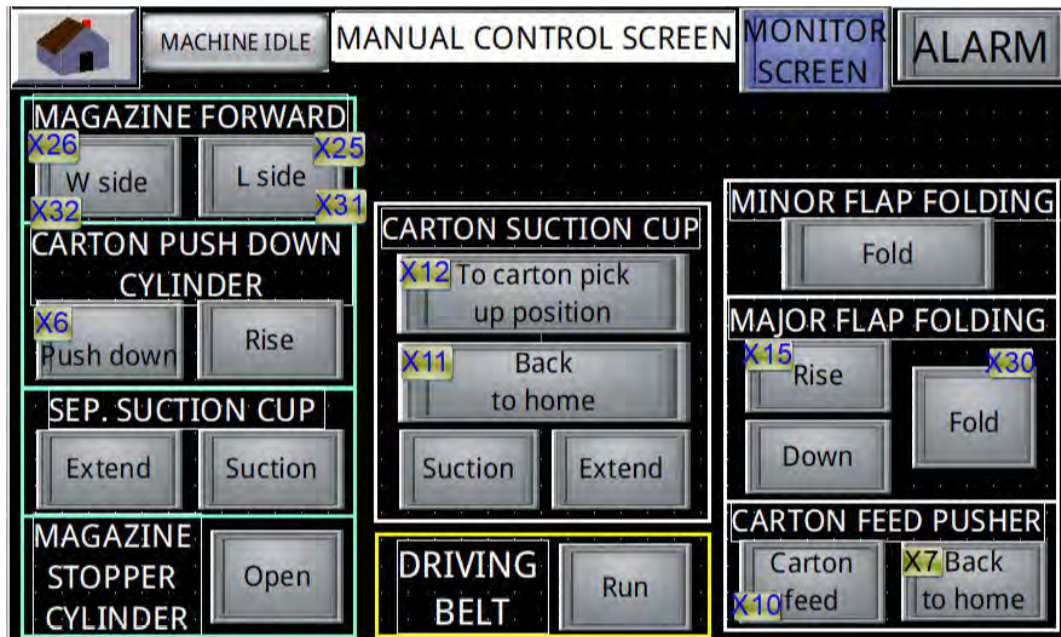 MACHINE IDLE
MANUAL CONTROL SCREEN
MONITOR
SCREEN
ALARM
MAGAZINE FORWARD
X26
W side
X32
X25
L side
X31
CARTON PUSH DOWN
CYLINDER
X6
Push down
Rise
SEP. SUCTION CUP
Extend
Suction
MAGAZINE
STOPPER
CYLINDER
Open
CARTON SUCTION CUP
X12 To carton pick
up position
X11 Back
to home
Suction
Extend
DRIVING
BELT
Run
MINOR FLAP FOLDING
Fold
MAJOR FLAP FOLDING
X15
Rise
X30
Fold
Down
CARTON FEED PUSHER
Carton
X10 feed
X7 Back
to home